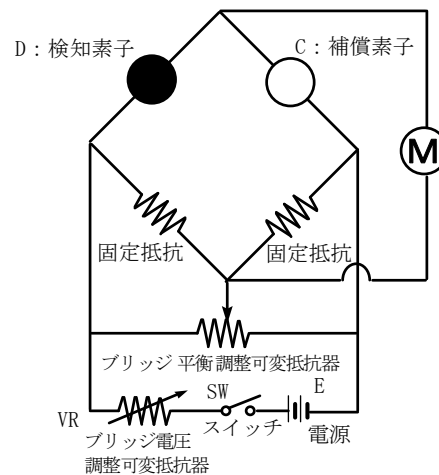 D：検知素子
C：補償素子
M
固定抵抗
固定抵抗
ブリッジ平衡調整可変抵抗器
SW
E
VR
スイッチ
電源
ブリッジ電圧
調整可変抵抗器